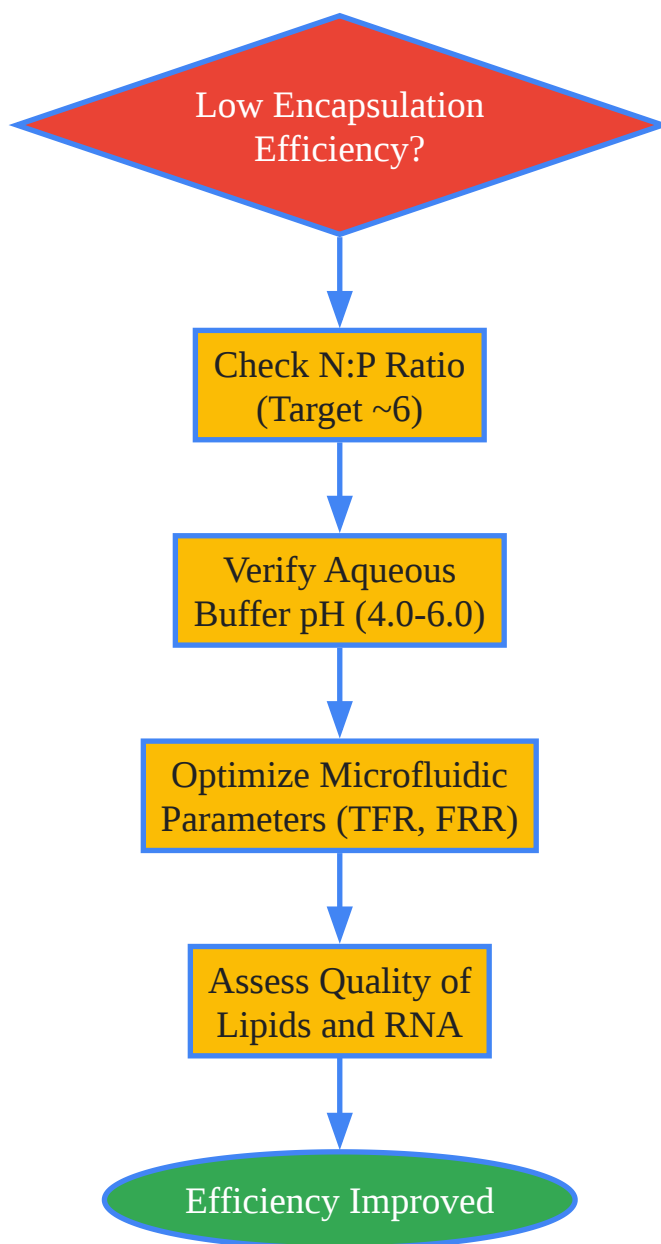 Low Encapsulation
Efficiency?
Check N:P Ratio
(Target ~6)
Verify Aqueous
Buffer pH (4.0-6.0)
Optimize Microfluidic
Parameters (TFR, FRR)
Assess Quality of
Lipids and RNA
Efficiency Improved